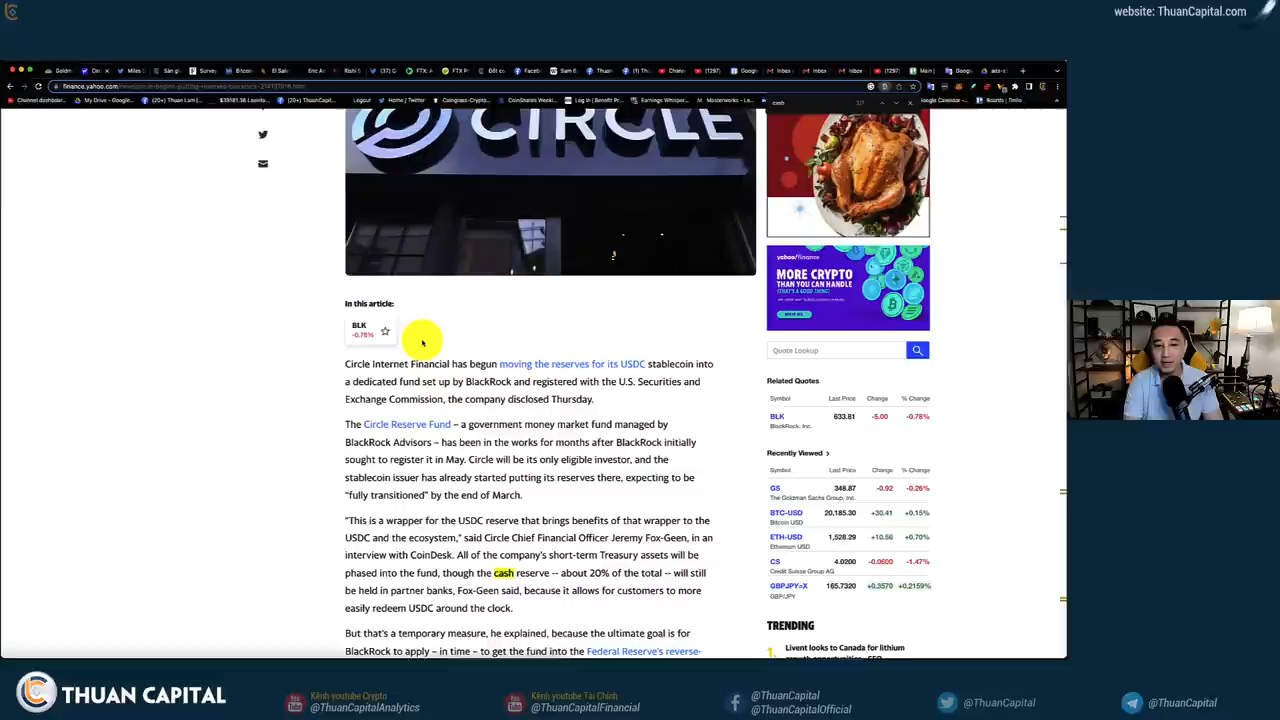 website: ThuanCapital.com
cash
CIRCLE
In this article:
BLK
-0.78%
Circle Internet Financial has begun moving the reserves for its USDC stablecoin into
a dedicated fund set up by BlackRock and registered with the U.S. Securities and
Exchange Commission, the company disclosed Thursday.
The Circle Reserve Fund – a government money market fund managed by
BlackRock Advisors – has been in the works for months after BlackRock initially
sought to register it in May. Circle will be its only eligible investor, and the
stablecoin issuer has already started putting its reserves there, expecting to be
“fully transitioned” by the end of March.
"This is a wrapper for the USDC reserve that brings benefits of that wrapper to the
USDC and the ecosystem," said Circle Chief Financial Officer Jeremy Fox-Geen, in an
interview with CoinDesk. All of the company's short-term Treasury assets will be
phased into the fund, though the cash reserve -- about 20% of the total -- will still
be held in partner banks, Fox-Geen said, because it allows for customers to more
easily redeem USDC around the clock.
But that's a temporary measure, he explained, because the ultimate goal is for
BlackRock to apply – in time – to get the fund into the Federal Reserve's reverse-
yahoo!finance
MORE CRYPTO
THAN YOU CAN HANDLE
(THAT'S A GOOD THING)
Quote Lookup
Related Quotes
Symbol Last Price Change % Change
BLK 633.81 -5.00 -0.78%
BlackRock, Inc.
Recently Viewed >
Symbol Last Price Change % Change
GS 348.87 -0.92 -0.26%
The Goldman Sachs Group, Inc.
BTC-USD 20,185.30 +30.41 +0.15%
Bitcoin USD
ETH-USD 1,528.29 +10.56 +0.70%
Ethereum USD
CS 4.0200 -0.0600 -1.47%
Credit Suisse Group AG
GBPJPY=X 165.7320 +0.3570 +0.2159%
GBP/JPY
TRENDING
Livent looks to Canada for lithium
THUAN CAPITAL
Kênh youtube Crypto
@ThuanCapitalAnalytics
Kênh youtube Tài Chính
@ThuanCapitalFinancial
@ThuanCapital
@ThuanCapitalOfficial
@ThuanCapital
@ThuanCapital